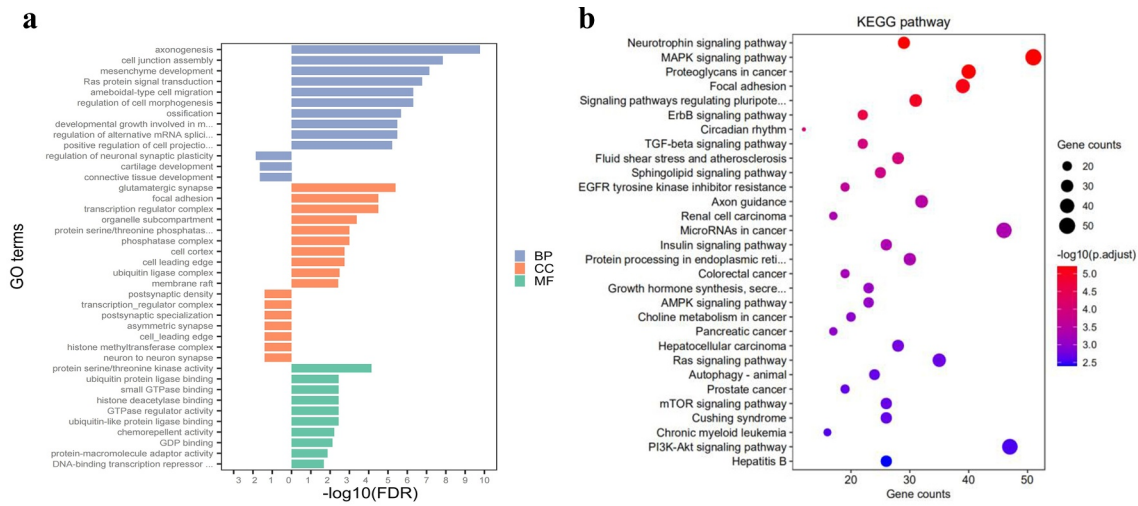 a
GO terms
axonogenesis
cell junction assembly
mesenchyme development
Ras protein signal transduction
ameboidal-type cell migration
regulation of cell morphogenesis
ossification
developmental growth involved in m...
regulation of alternative mRNA splici...
positive regulation of cell projectio...
regulation of neuronal synaptic plasticity
cartilage development
connective tissue development
glutamatergic synapse
focal adhesion
transcription regulator complex
organelle subcompartment
protein serine/threonine phosphatas...
phosphatase complex
cell cortex
cell leading edge
ubiquitin ligase complex
membrane raft
postsynaptic density
transcription_regulator complex
postsynaptic specialization
asymmetric synapse
cell_leading edge
histone methyltransferase complex
neuron to neuron synapse
protein serine/threonine kinase activity
ubiquitin protein ligase binding
small GTPase binding
histone deacetylase binding
GTPase regulator activity
ubiquitin-like protein ligase binding
chemorepellent activity
GDP binding
protein-macromolecule adaptor activity
DNA-binding transcription repressor ...
3 2 1 0 1 2 3 4 5 6 7 8 9 10
-log10(FDR)
BP
CC
MF
b
KEGG pathway
Neurotrophin signaling pathway
MAPK signaling pathway
Proteoglycans in cancer
Focal adhesion
Signaling pathways regulating pluripote...
ErbB signaling pathway
Circadian rhythm
TGF-beta signaling pathway
Fluid shear stress and atherosclerosis
Sphingolipid signaling pathway
EGFR tyrosine kinase inhibitor resistance
Axon guidance
Renal cell carcinoma
MicroRNAs in cancer
Insulin signaling pathway
Protein processing in endoplasmic reti...
Colorectal cancer
Growth hormone synthesis, secre...
AMPK signaling pathway
Choline metabolism in cancer
Pancreatic cancer
Hepatocellular carcinoma
Ras signaling pathway
Autophagy - animal
Prostate cancer
mTOR signaling pathway
Cushing syndrome
Chronic myeloid leukemia
PI3K-Akt signaling pathway
Hepatitis B
20 30 40 50
Gene counts
Gene counts
20
30
40
50
-log10(p.adjust)
5.0
4.5
4.0
3.5
3.0
2.5